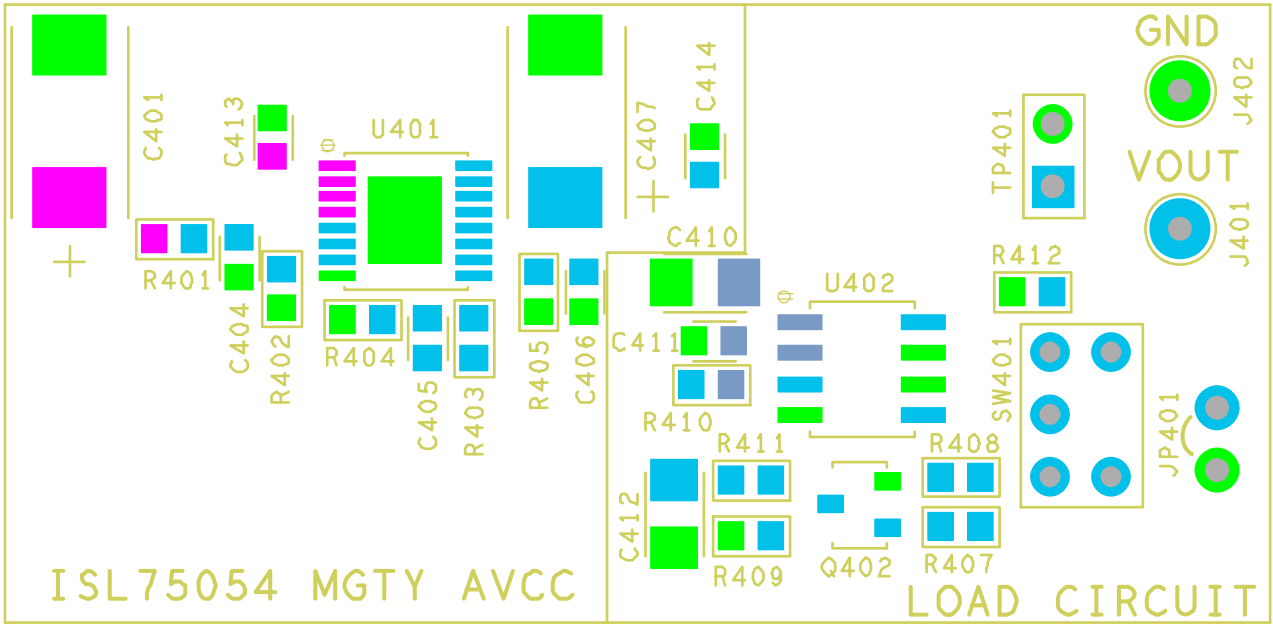 GND
J402
C414
C401
C413
U401
C407
TP401
VOUT
J401
C410
R401
R412
U402
C404
R402
R404
R405
C406
C411
SW401
C405
R403
R410
JP401
R411
R408
C412
Q402
R407
R409
ISL75054 MGTY AVCC
LOAD CIRCUIT